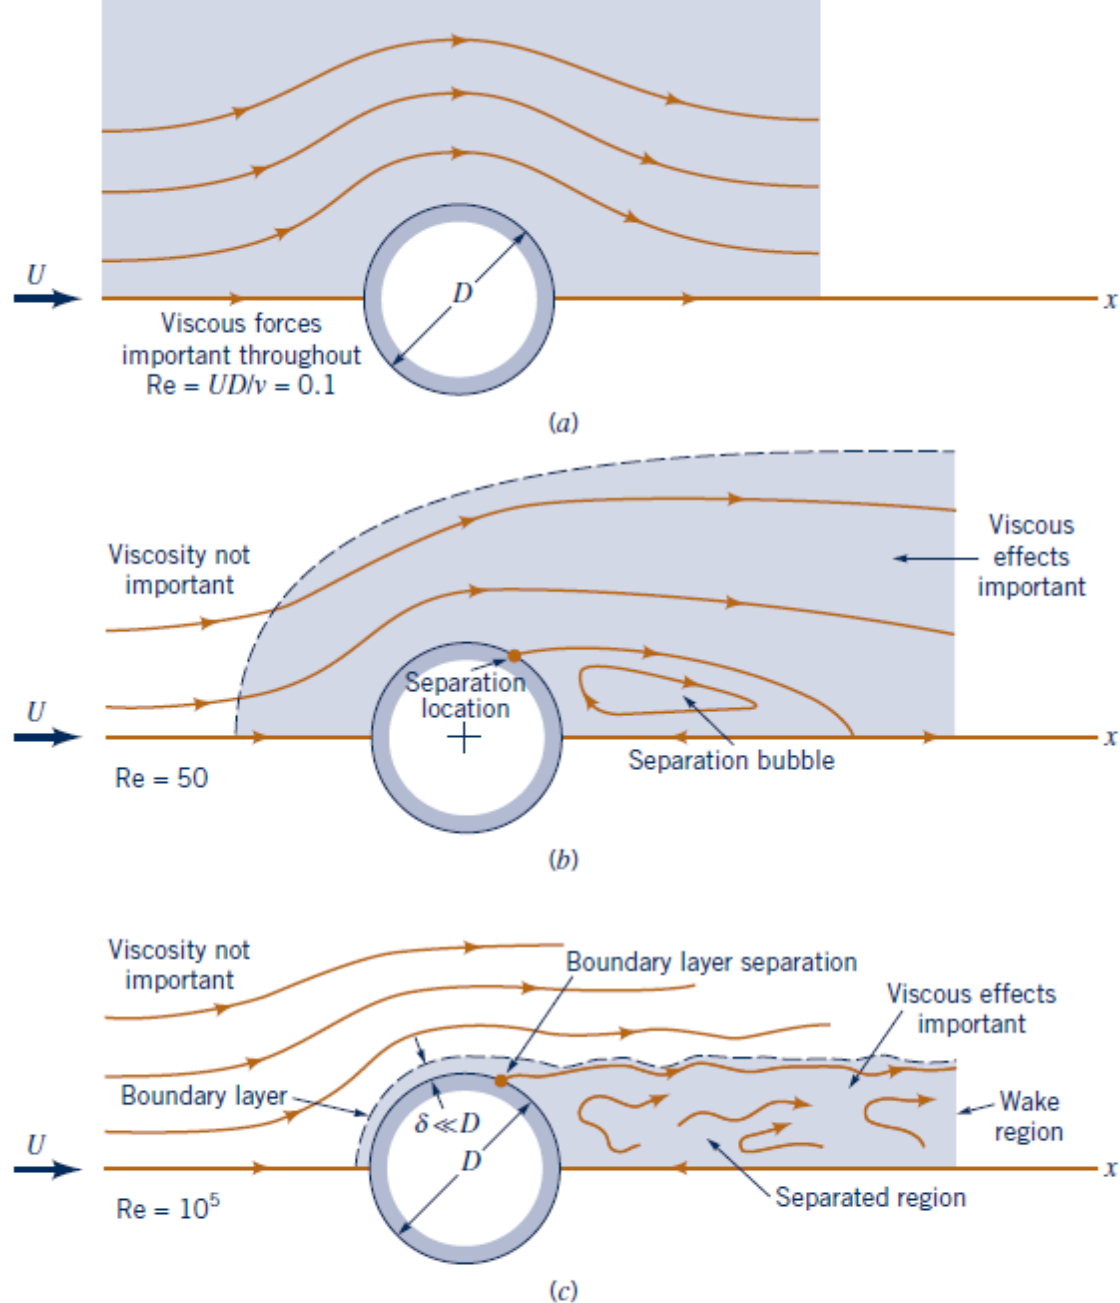 U
D
x
Viscous forces
important throughout
Re = UD/ν = 0.1
(a)
Viscosity not
important
Viscous
effects
important
Separation
location
U
x
Separation bubble
Re = 50
(b)
Viscosity not
important
Boundary layer separation
Viscous effects
important
Boundary layer
δ≪D
Wake
region
U
D
x
Separated region
Re = 10⁵
(c)